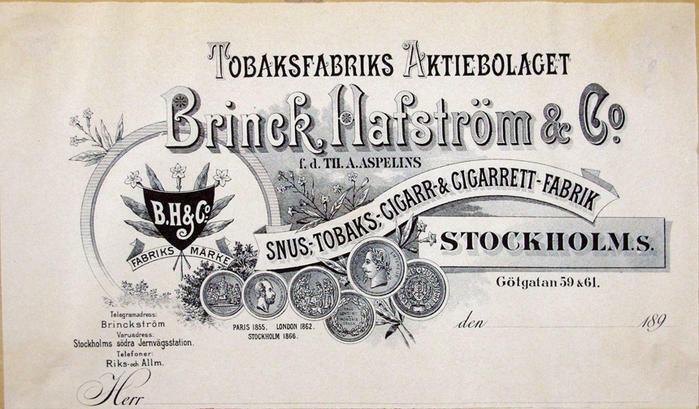 TOBAKSFABRIKS AKTIEBOLAGET
Brinck Hafström & Co
f. d. TH. A. ASPELINS
SNUS-, TOBAKS-, CIGARR- & CIGARRETT-FABRIK
B. H & Co
FABRIKS MÄRKE
STOCKHOLM.S.
Götgatan 59 & 61.
PARIS 1855. LONDON 1862.
STOCKHOLM 1866.
Telegramadress:
Brinckström
Varuadress:
Stockholms södra Jernvägsstation.
Telefoner:
Riks- och Allm.
den 189
Herr